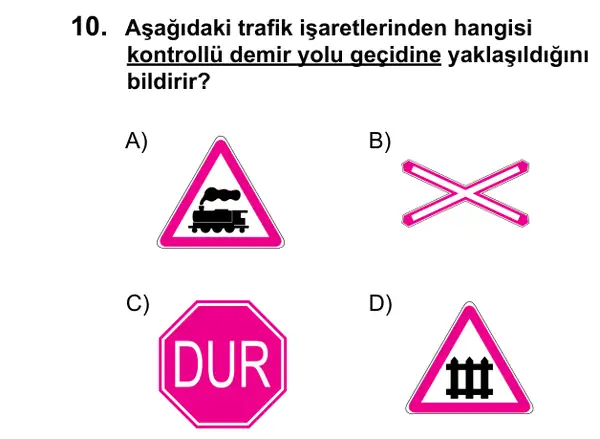 10. Aşağıdaki trafik işaretlerinden hangisi
kontrollü demir yolu geçidine yaklaşıldığını
bildirir?
A)
B)
C)
DUR
D)